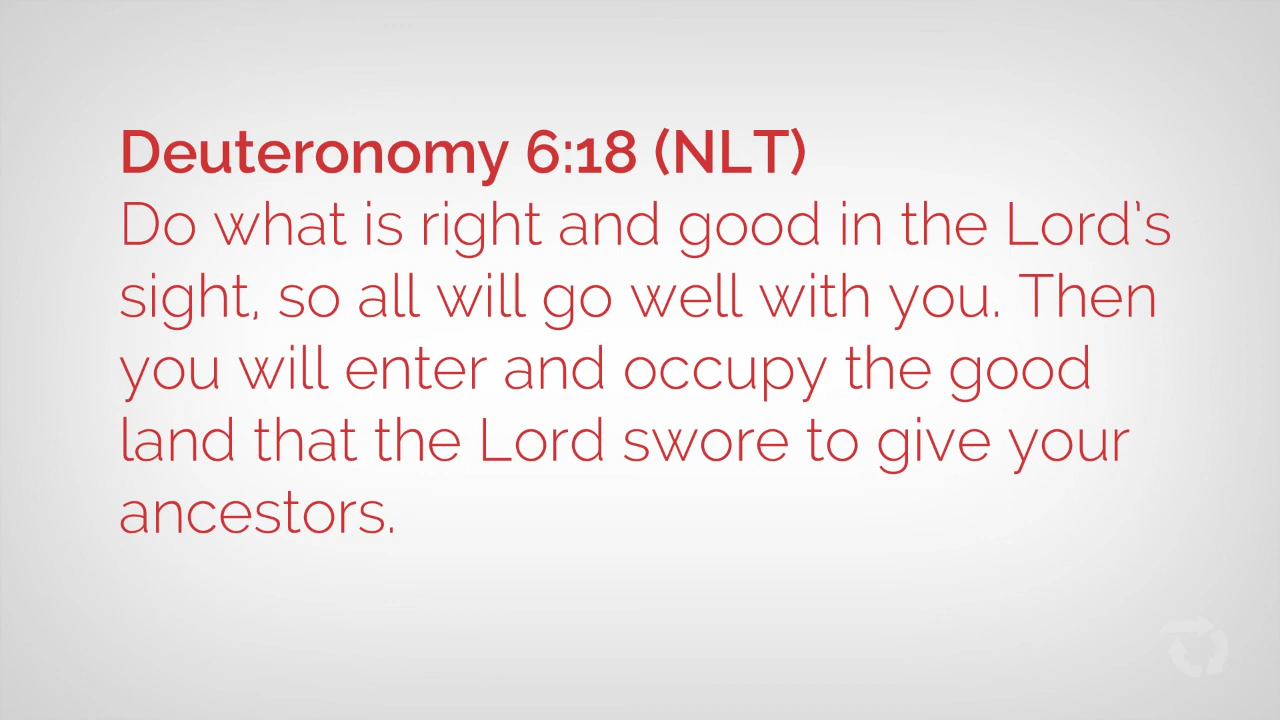 Deuteronomy 6:18 (NLT)
Do what is right and good in the Lord's
sight, so all will go well with you. Then
you will enter and occupy the good
land that the Lord swore to give your
ancestors.